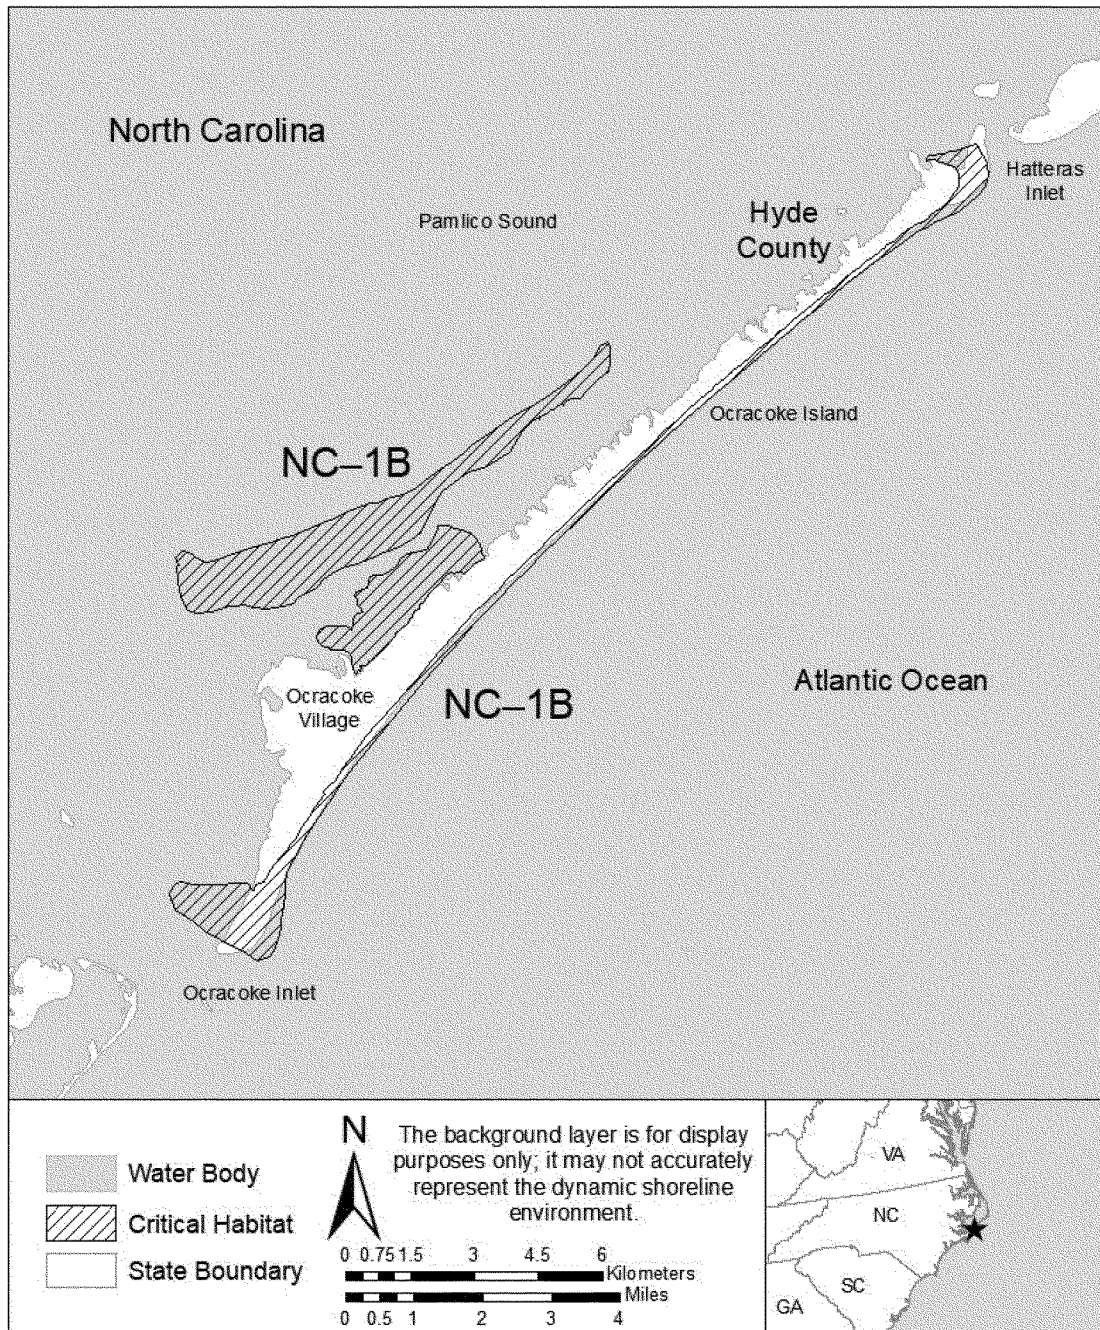 North Carolina
Hatteras
Inlet
Pamlico Sound
Hyde
County
Ocracoke Island
NC–1B
Atlantic Ocean
Ocracoke
Village
NC–1B
Ocracoke Inlet
N
The background layer is for display
purposes only; it may not accurately
represent the dynamic shoreline
environment.
Water Body
Critical Habitat
State Boundary
0 0.75 1.5 3 4.5 6
Kilometers
Miles
0 0.5 1 2 3 4
VA
NC
SC
GA